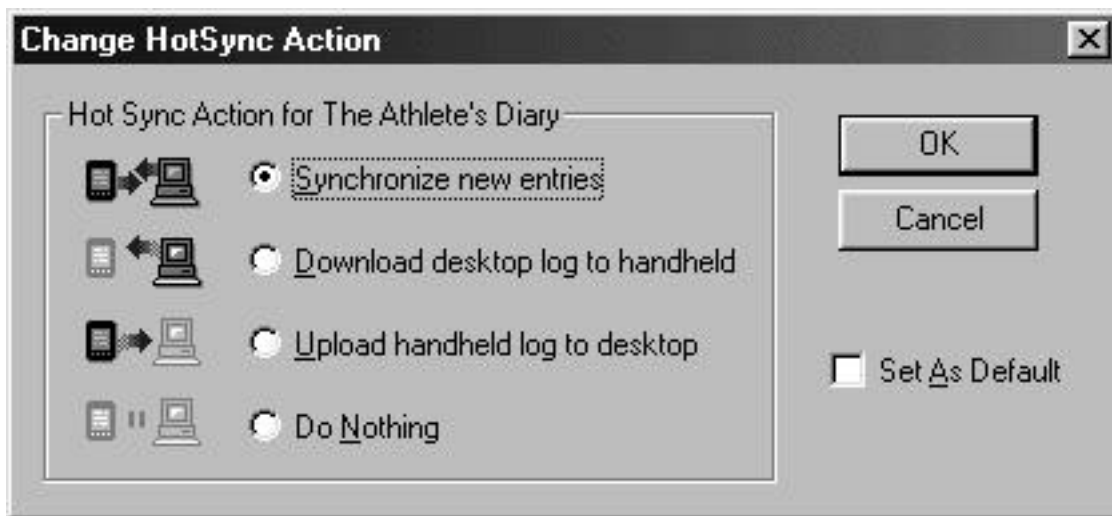 Change HotSync Action
Hot Sync Action for The Athlete's Diary
Synchronize new entries
Download desktop log to handheld
Upload handheld log to desktop
Do Nothing
OK
Cancel
Set As Default